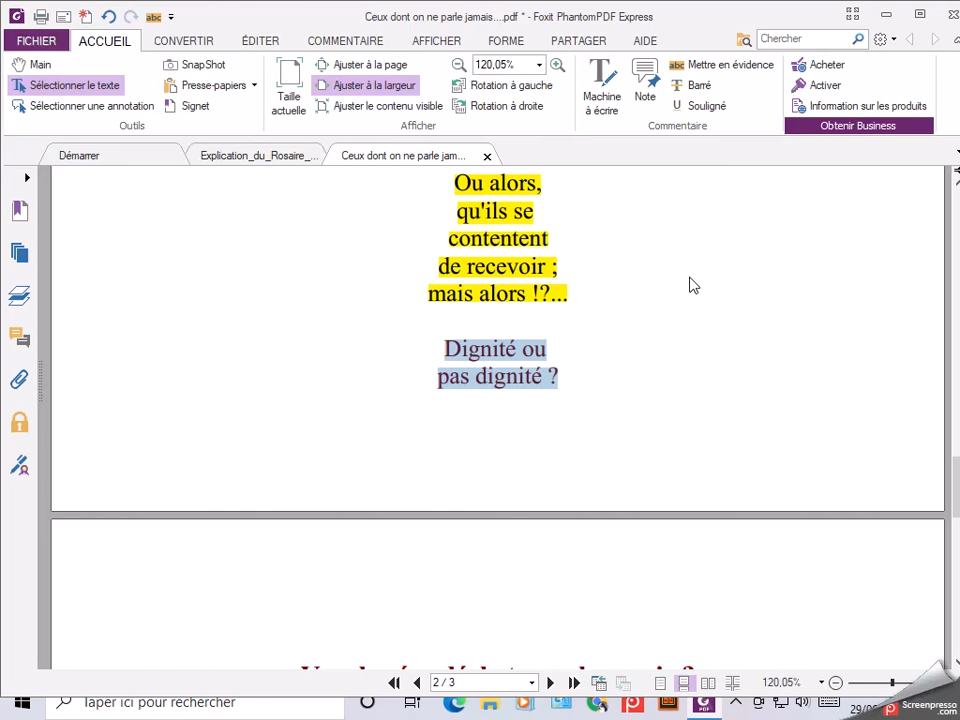 Ceux dont on ne parle jamais....pdf * - Foxit PhantomPDF Express
FICHIER ACCUEIL CONVERTIR ÉDITER COMMENTAIRE AFFICHER FORME PARTAGER AIDE Chercher
Main SnapShot Ajuster à la page 120,05% abc Mettre en évidence Acheter
Sélectionner le texte Presse-papiers Ajuster à la largeur Rotation à gauche Barré Activer
Sélectionner une annotation Signet Taille actuelle Ajuster le contenu visible Rotation à droite Machine à écrire Note Souligné Information sur les produits
Outils Afficher Commentaire Obtenir Business
Démarrer Explication_du_Rosaire_... Ceux dont on ne parle jam...
Ou alors,
qu'ils se
contentent
de recevoir ;
mais alors !?...
Dignité ou
pas dignité ?
2 / 3 120,05%
Taper ici pour rechercher
Screenpresso
.com